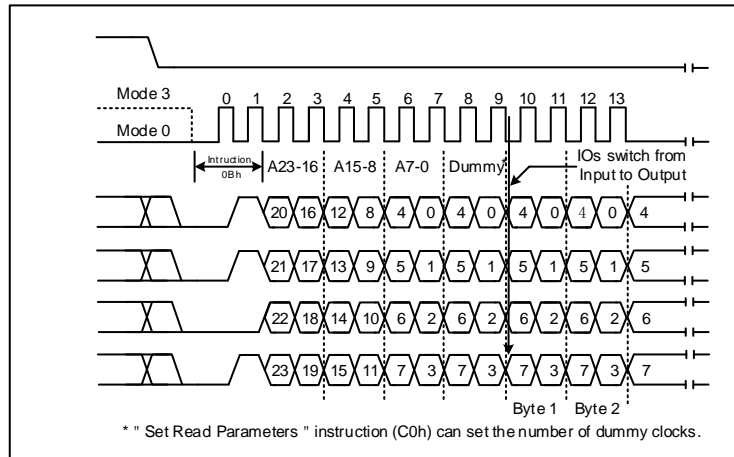 Mode 3
0 1 2 3 4 5 6 7 8 9 10 11 12 13
Mode 0
Intruction
0Bh
A23-16 A15-8 A7-0 Dummy*
IOs switch from
Input to Output
20 16 12 8 4 0 4 0 4 0 4 0 4
21 17 13 9 5 1 5 1 5 1 5 1 5
22 18 14 10 6 2 6 2 6 2 6 2 6
23 19 15 11 7 3 7 3 7 3 7 3 7
Byte 1 Byte 2
* " Set Read Parameters " instruction (C0h) can set the number of dummy clocks.